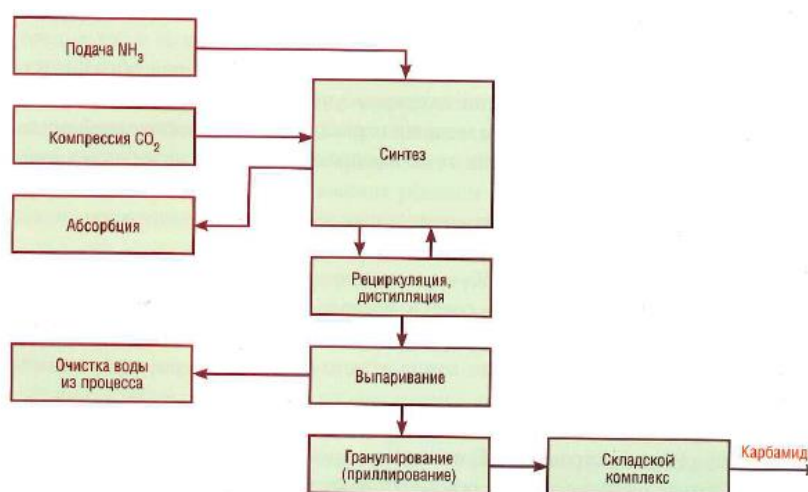 Подача NH₃
Компрессия CO₂
Синтез
Абсорбция
Рециркуляция,
дистилляция
Очистка воды
из процесса
Выпаривание
Гранулирование
(приллирование)
Складской
комплекс
Карбамид